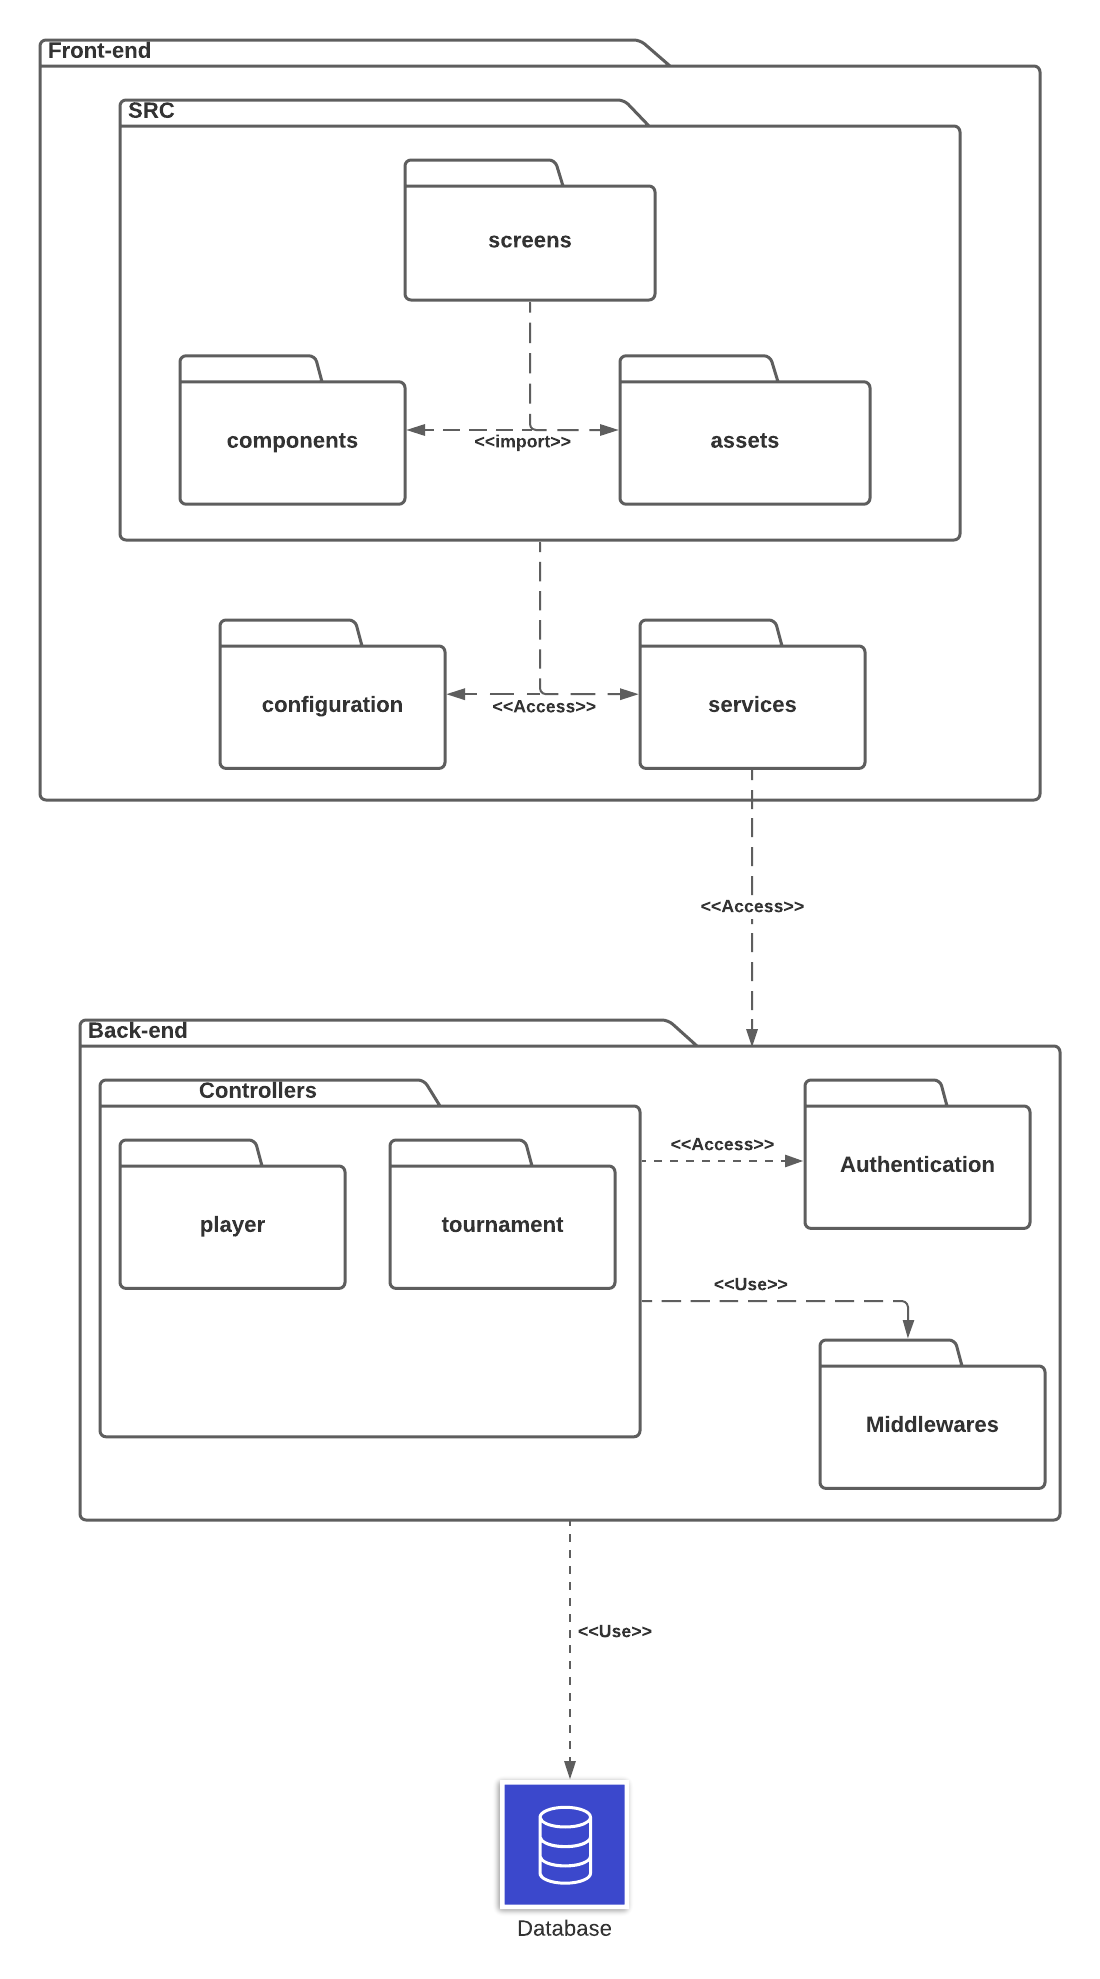 Front-end
SRC
screens
components
<<import>>
assets
configuration
<<Access>>
services
<<Access>>
Back-end
Controllers
<<Access>>
Authentication
player
tournament
<<Use>>
Middlewares
<<Use>>
Database